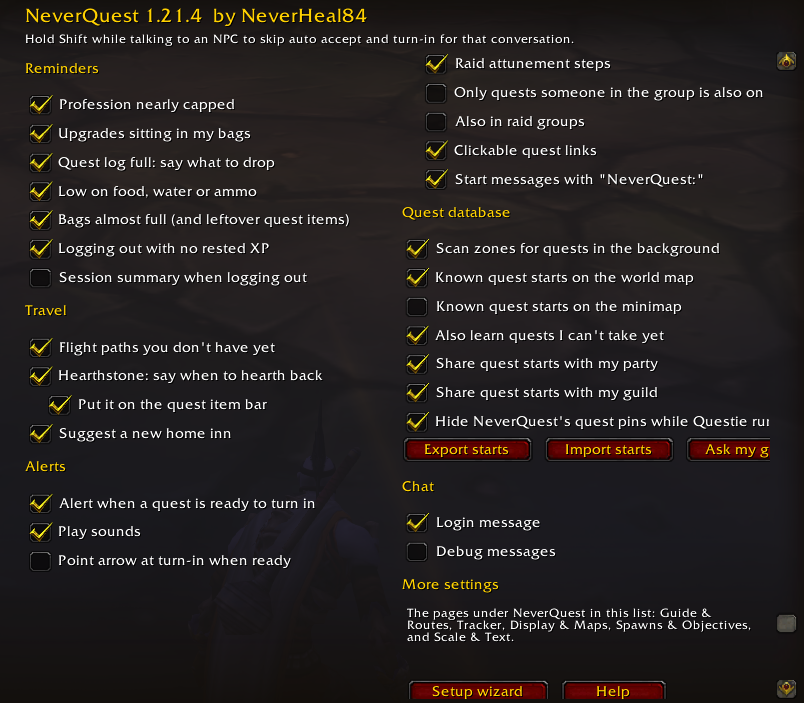 NeverQuest 1.21.4 by NeverHeal84
Hold Shift while talking to an NPC to skip auto accept and turn-in for that conversation.
Reminders
Profession nearly capped
Upgrades sitting in my bags
Quest log full: say what to drop
Low on food, water or ammo
Bags almost full (and leftover quest items)
Logging out with no rested XP
Session summary when logging out
Travel
Flight paths you don't have yet
Hearthstone: say when to hearth back
Put it on the quest item bar
Suggest a new home inn
Alerts
Alert when a quest is ready to turn in
Play sounds
Point arrow at turn-in when ready
Raid attunement steps
Only quests someone in the group is also on
Also in raid groups
Clickable quest links
Start messages with "NeverQuest:"
Quest database
Scan zones for quests in the background
Known quest starts on the world map
Known quest starts on the minimap
Also learn quests I can't take yet
Share quest starts with my party
Share quest starts with my guild
Hide NeverQuest's quest pins while Questie
Export starts
Import starts
Ask my
Chat
Login message
Debug messages
More settings
The pages under NeverQuest in this list: Guide &
Routes, Tracker, Display & Maps, Spawns & Objectives,
and Scale & Text.
Setup wizard
Help